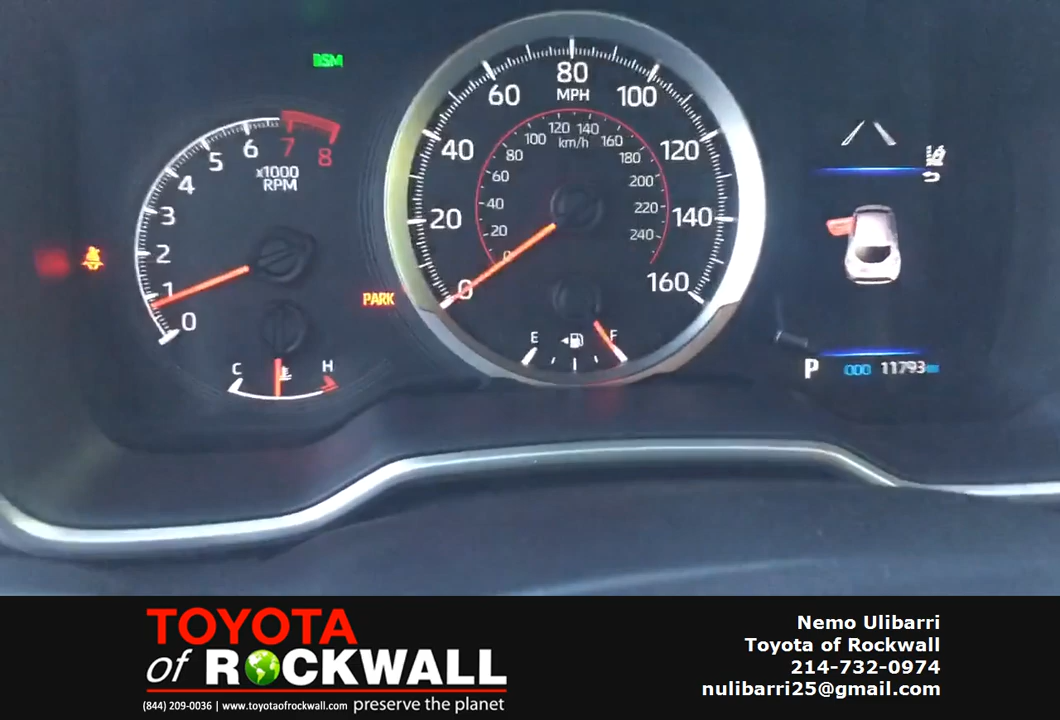 BSM
0
1
2
3
4
5
6
7
8
x1000
RPM
C
H
PARK
0
20
40
60
80
100
120
140
160
MPH
0
20
40
60
80
100
120
140
160
180
200
220
240
km/h
E
F
P
11793
TOYOTA
of ROCKWALL
(844) 209-0036 | www.toyotaofrockwall.com preserve the planet
Nemo Ulibarri
Toyota of Rockwall
214-732-0974
nulibarri25@gmail.com